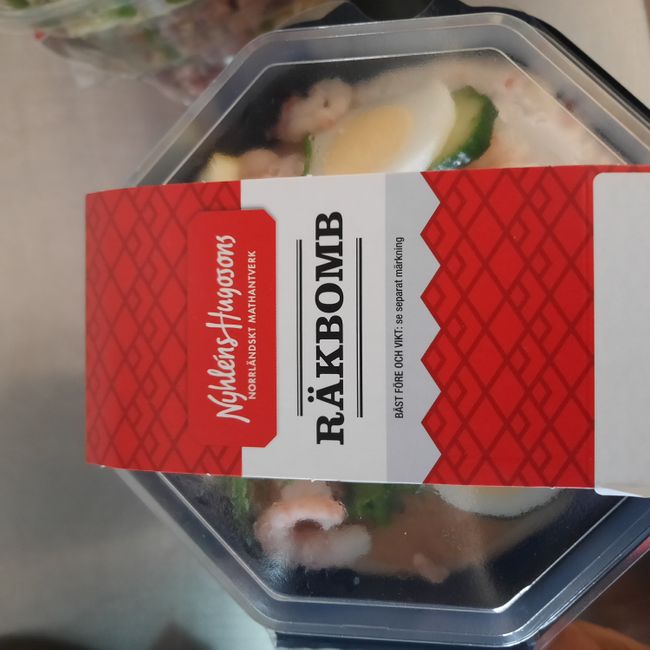 Nyhléns Hugosons
NORRLÄNDSKT MATHANTVERK
RÄKBOMB
BÄST FÖRE OCH VIKT: se separat märkning